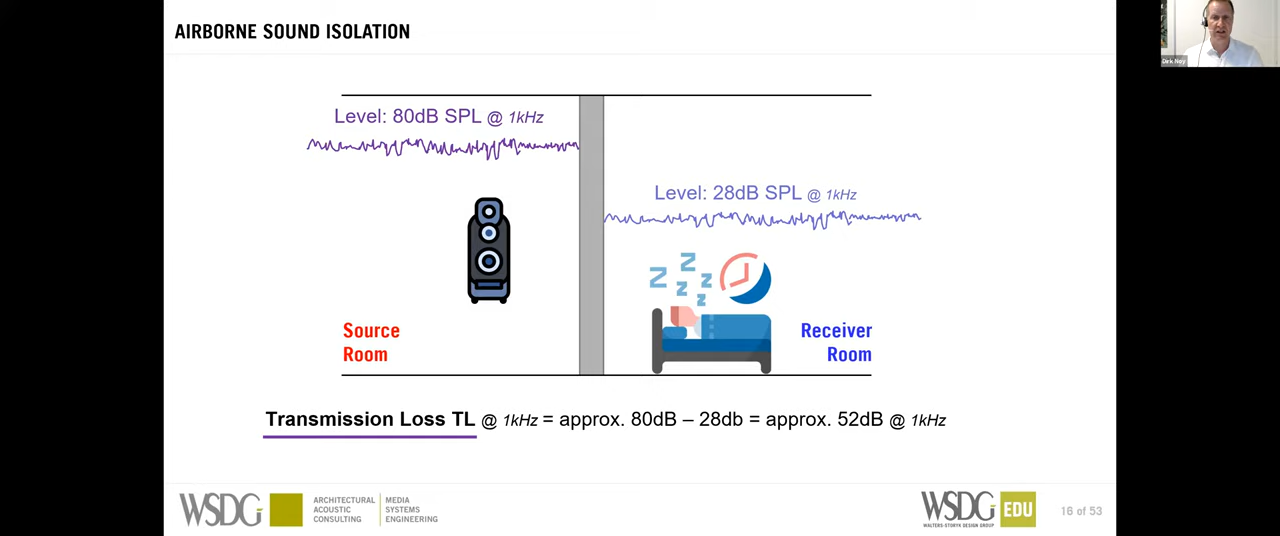 AIRBORNE SOUND ISOLATION
Dirk Noy
Level: 80dB SPL @ 1kHz
Level: 28dB SPL @ 1kHz
Z Z Z Z Z
Source
Room
Receiver
Room
Transmission Loss TL @ 1kHz = approx. 80dB – 28db = approx. 52dB @ 1kHz
WSDG
ARCHITECTURAL
ACOUSTIC
CONSULTING
MEDIA
SYSTEMS
ENGINEERING
WSDG EDU
WALTERS-STORYK DESIGN GROUP
16 of 53